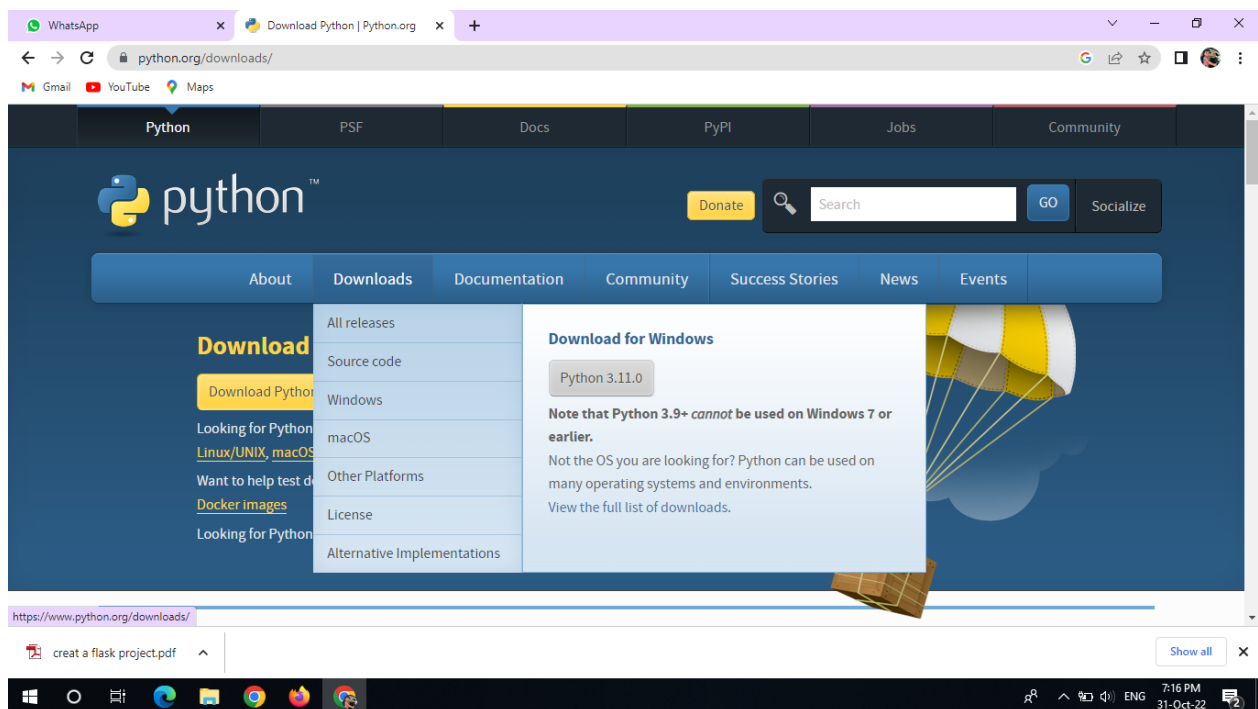 WhatsApp
Download Python | Python.org
python.org/downloads/
Gmail
YouTube
Maps
Python
PSF
Docs
PyPI
Jobs
Community
python™
Donate
Search
GO
Socialize
About
Downloads
Documentation
Community
Success Stories
News
Events
Download
Download Pytho
Looking for Python
Linux/UNIX, macOS
Want to help test d
Docker images
Looking for Python
All releases
Source code
Windows
macOS
Other Platforms
License
Alternative Implementations
Download for Windows
Python 3.11.0
Note that Python 3.9+ cannot be used on Windows 7 or
earlier.
Not the OS you are looking for? Python can be used on
many operating systems and environments.
View the full list of downloads.
https://www.python.org/downloads/
creat a flask project.pdf
Show all
ENG
7:16 PM
31-Oct-22
2